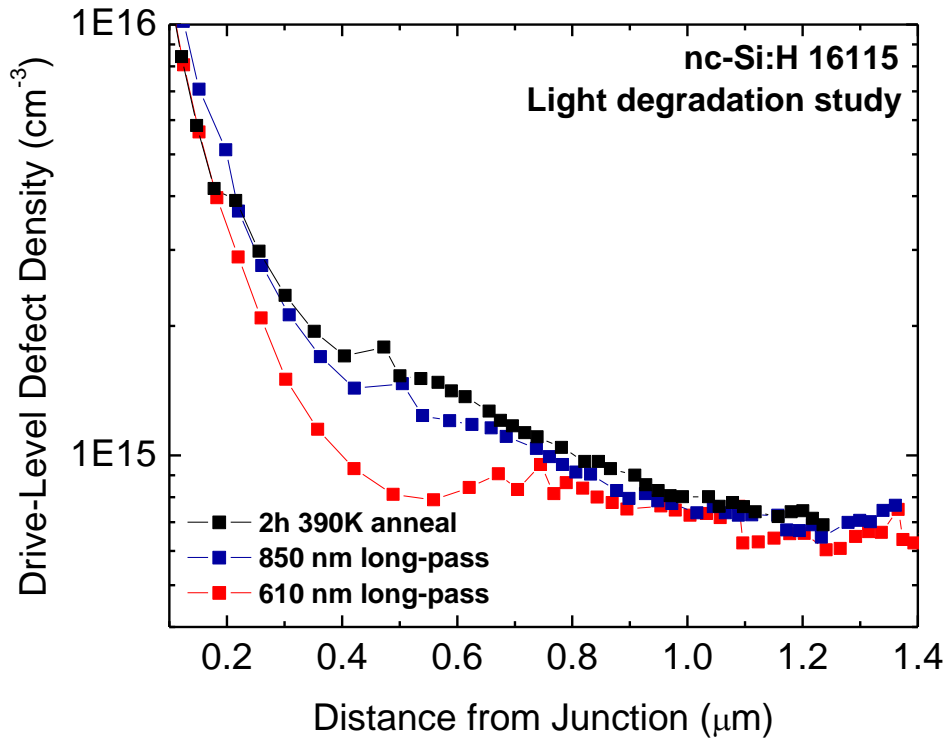 nc-Si:H 16115
Light degradation study
Drive-Level Defect Density (cm⁻³)
1E16
1E15
2h 390K anneal
850 nm long-pass
610 nm long-pass
0.2 0.4 0.6 0.8 1.0 1.2 1.4
Distance from Junction (μm)